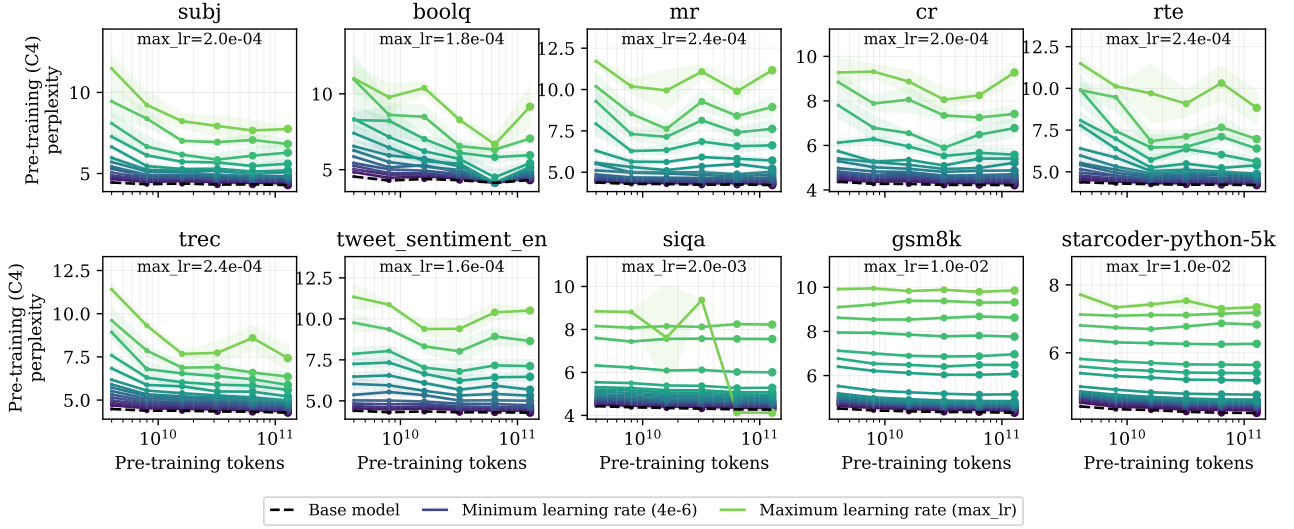 subj
boolq
mr
cr
rte
Pre-training (C4)
perplexity
max_lr=2.0e-04
10
5
max_lr=1.8e-04
10
5
max_lr=2.4e-04
12.5
10.0
7.5
5.0
max_lr=2.0e-04
10
8
6
4
max_lr=2.4e-04
12.5
10.0
7.5
5.0
trec
tweet_sentiment_en
siqa
gsm8k
starcoder-python-5k
Pre-training (C4)
perplexity
max_lr=2.4e-04
12.5
10.0
7.5
5.0
10^10
10^11
Pre-training tokens
max_lr=1.6e-04
12.5
10.0
7.5
5.0
10^10
10^11
Pre-training tokens
max_lr=2.0e-03
10
8
6
4
10^10
10^11
Pre-training tokens
max_lr=1.0e-02
10
8
6
10^10
10^11
Pre-training tokens
max_lr=1.0e-02
8
6
10^10
10^11
Pre-training tokens
Base model
Minimum learning rate (4e-6)
Maximum learning rate (max_lr)